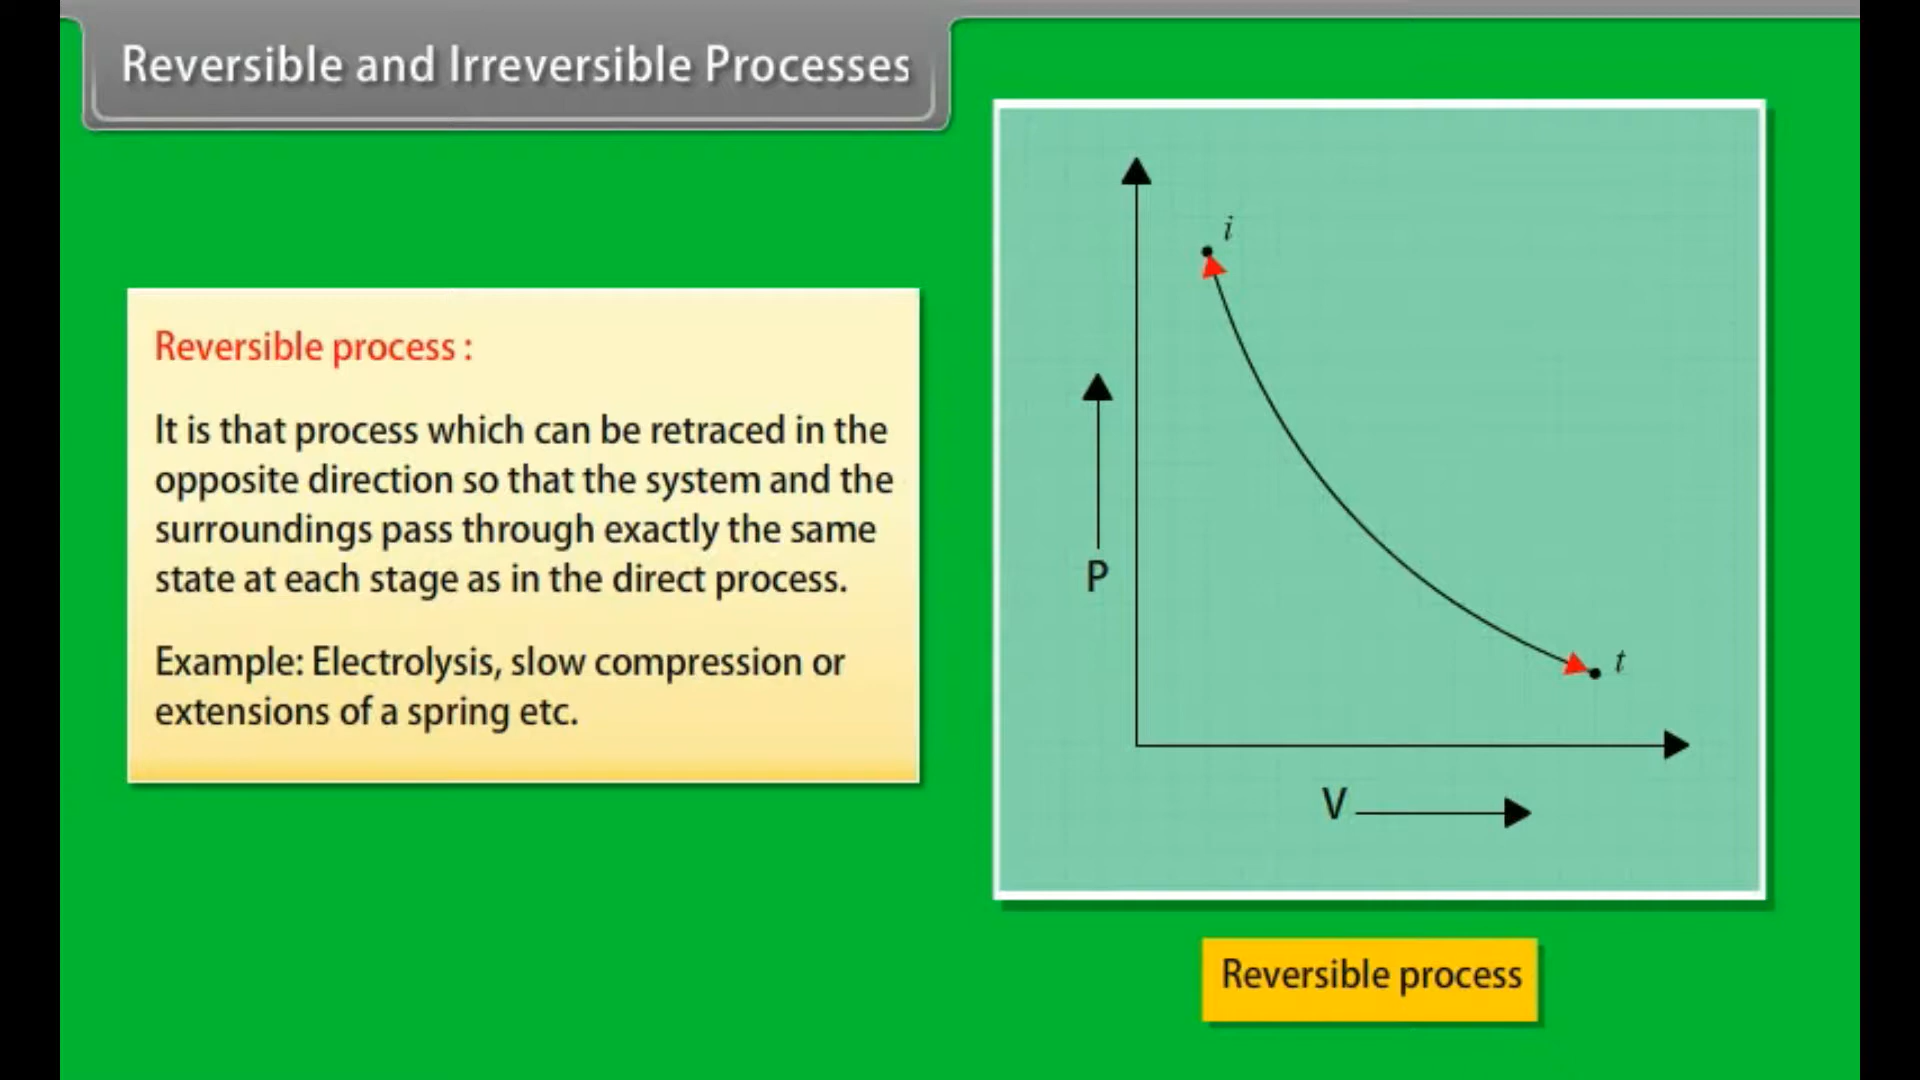 Reversible and Irreversible Processes
Reversible process :
It is that process which can be retraced in the
opposite direction so that the system and the
surroundings pass through exactly the same
state at each stage as in the direct process.
Example: Electrolysis, slow compression or
extensions of a spring etc.
i
P
t
V
Reversible process